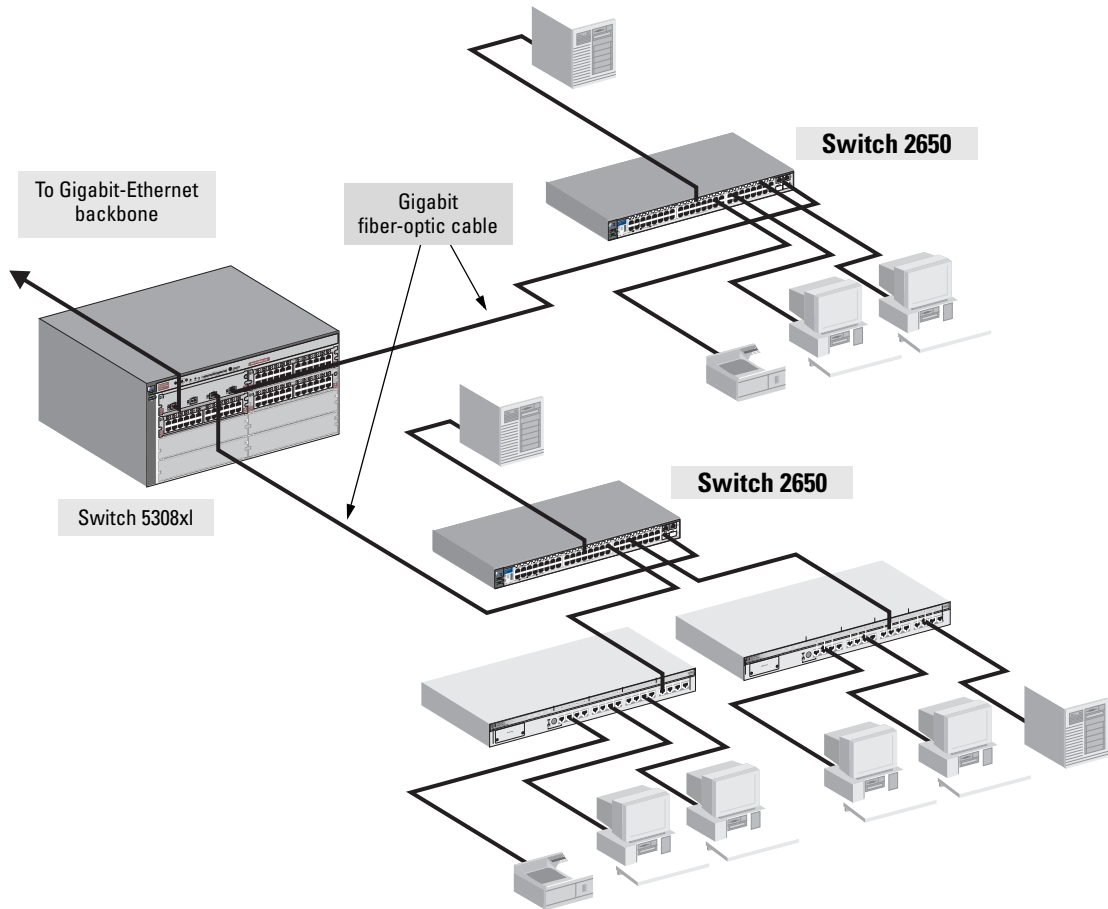 Switch 2650
To Gigabit-Ethernet
backbone
Gigabit
fiber-optic cable
Switch 2650
Switch 5308xl